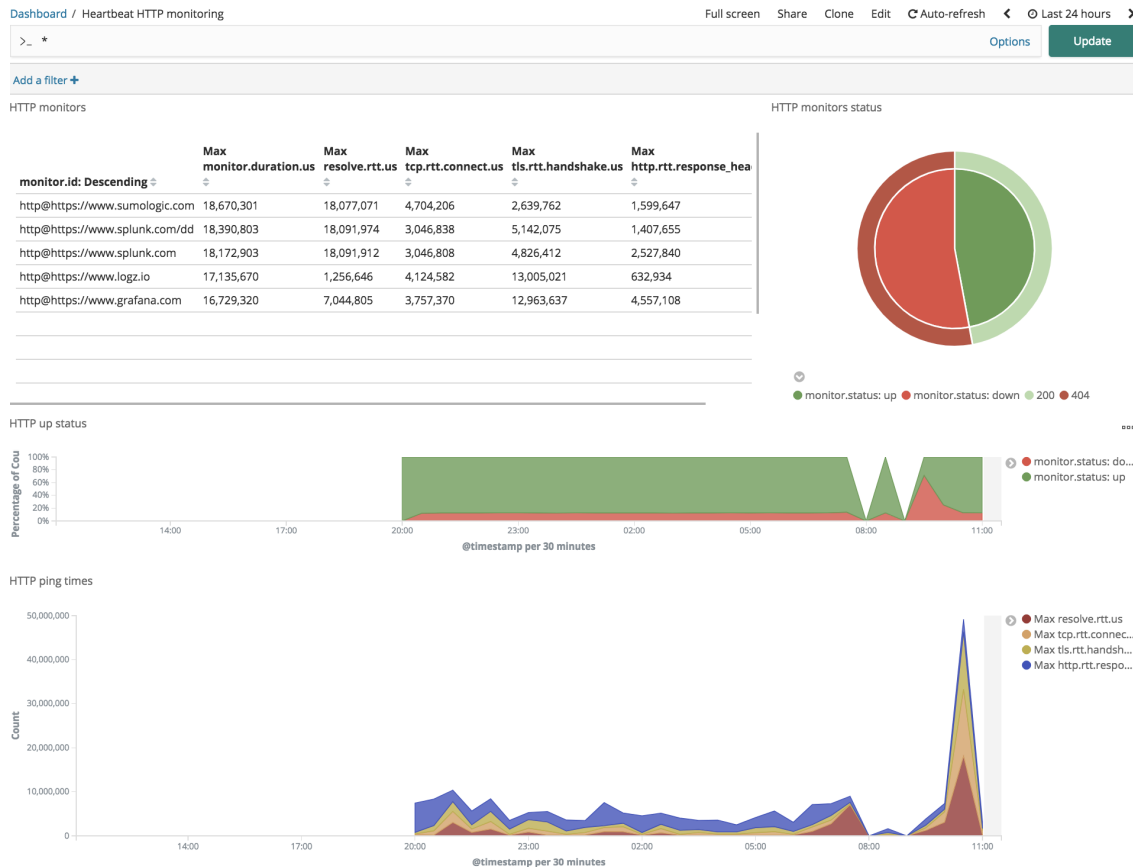 Dashboard / Heartbeat HTTP monitoring
Full screen Share Clone Edit Auto-refresh Last 24 hours
>_ * Options Update
Add a filter +
HTTP monitors
monitor.id: Descending Max monitor.duration.us Max resolve.rtt.us Max tcp.rtt.connect.us Max tls.rtt.handshake.us Max http.rtt.response_hea
http@https://www.sumologic.com 18,670,301 18,077,071 4,704,206 2,639,762 1,599,647
http@https://www.splunk.com/dd 18,390,803 18,091,974 3,046,838 5,142,075 1,407,655
http@https://www.splunk.com 18,172,903 18,091,912 3,046,808 4,826,412 2,527,840
http@https://www.logz.io 17,135,670 1,256,646 4,124,582 13,005,021 632,934
http@https://www.grafana.com 16,729,320 7,044,805 3,757,370 12,963,637 4,557,108
HTTP monitors status
monitor.status: up monitor.status: down 200 404
HTTP up status
Percentage of Cou
100%
80%
60%
40%
20%
0%
14:00 17:00 20:00 23:00 02:00 05:00 08:00 11:00
@timestamp per 30 minutes
monitor.status: do...
monitor.status: up
HTTP ping times
Count
50,000,000
40,000,000
30,000,000
20,000,000
10,000,000
0
14:00 17:00 20:00 23:00 02:00 05:00 08:00 11:00
@timestamp per 30 minutes
Max resolve.rtt.us
Max tcp.rtt.connec...
Max tls.rtt.handsh...
Max http.rtt.respo...